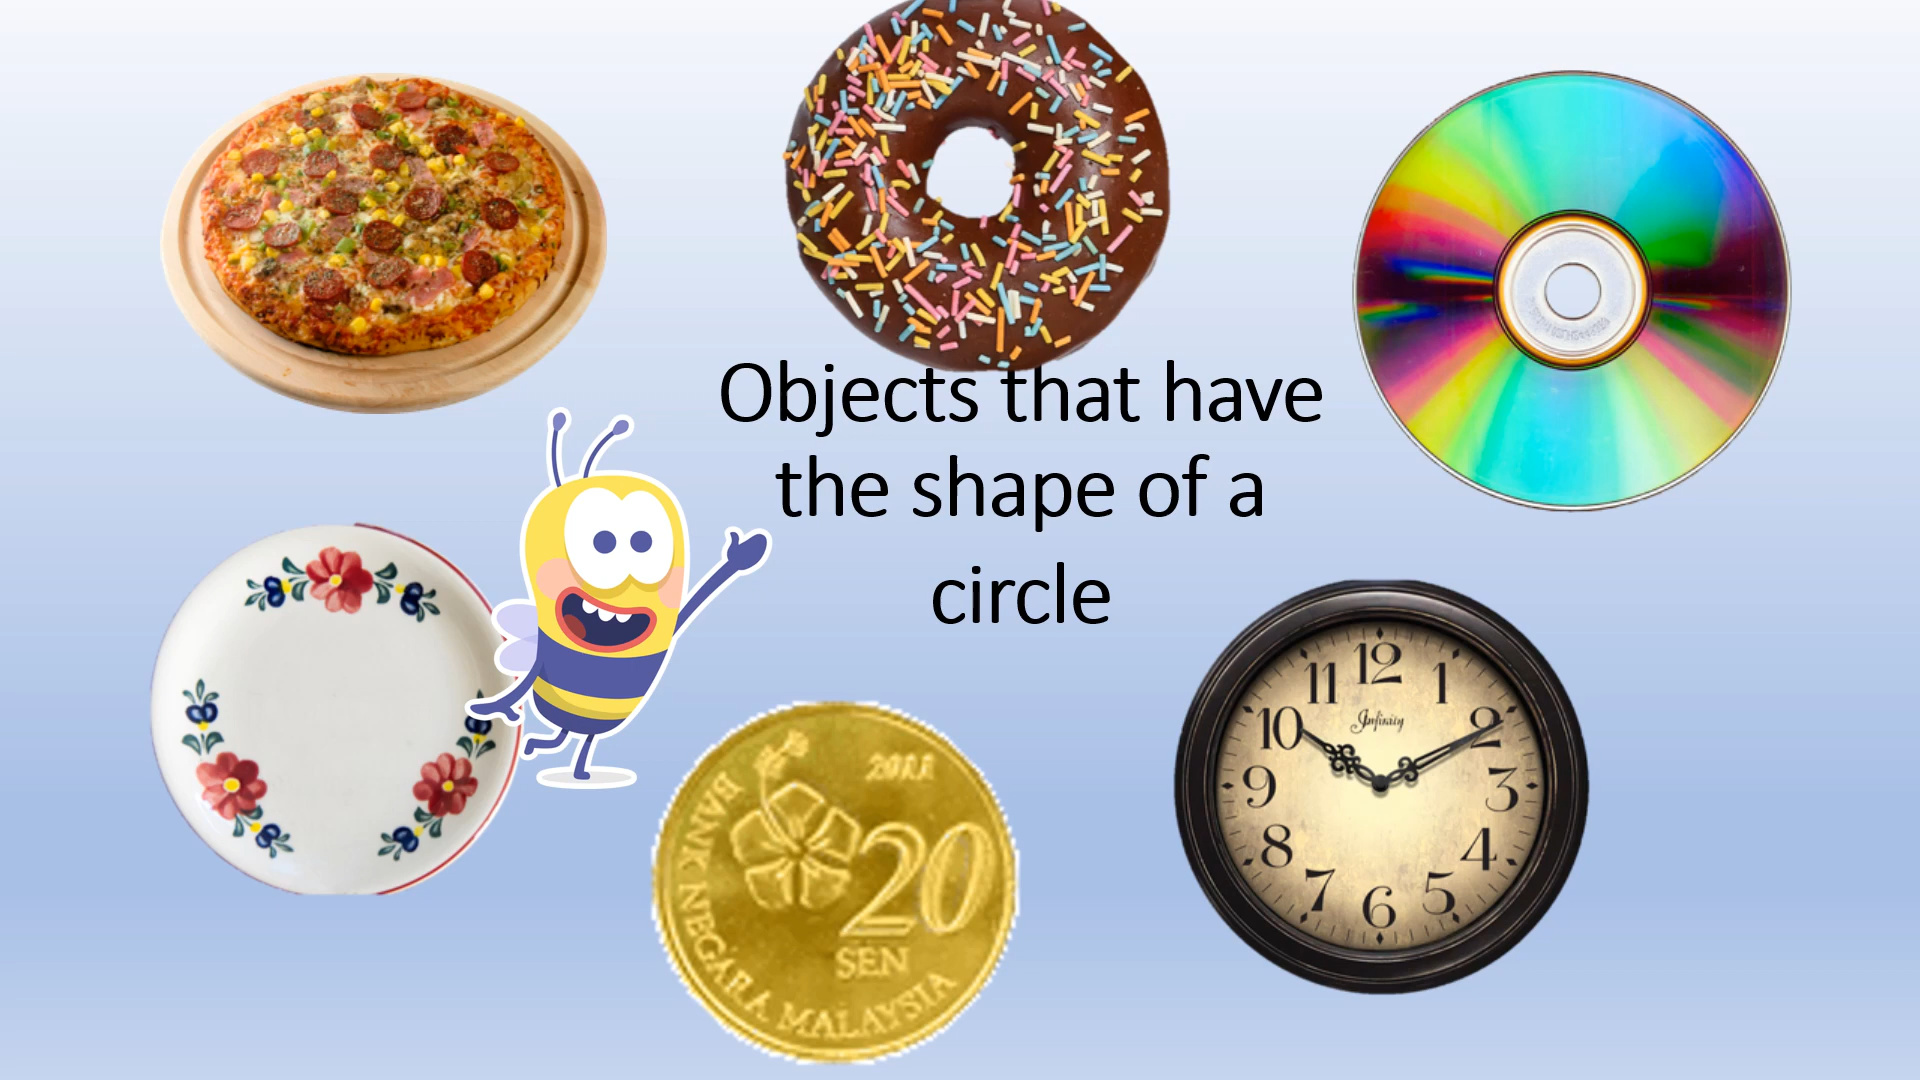 Objects that have
the shape of a
circle
2011
BANK NEGARA MALAYSIA
20
SEN
12
11
1
Infinity
10
2
9
3
8
4
7
5
6